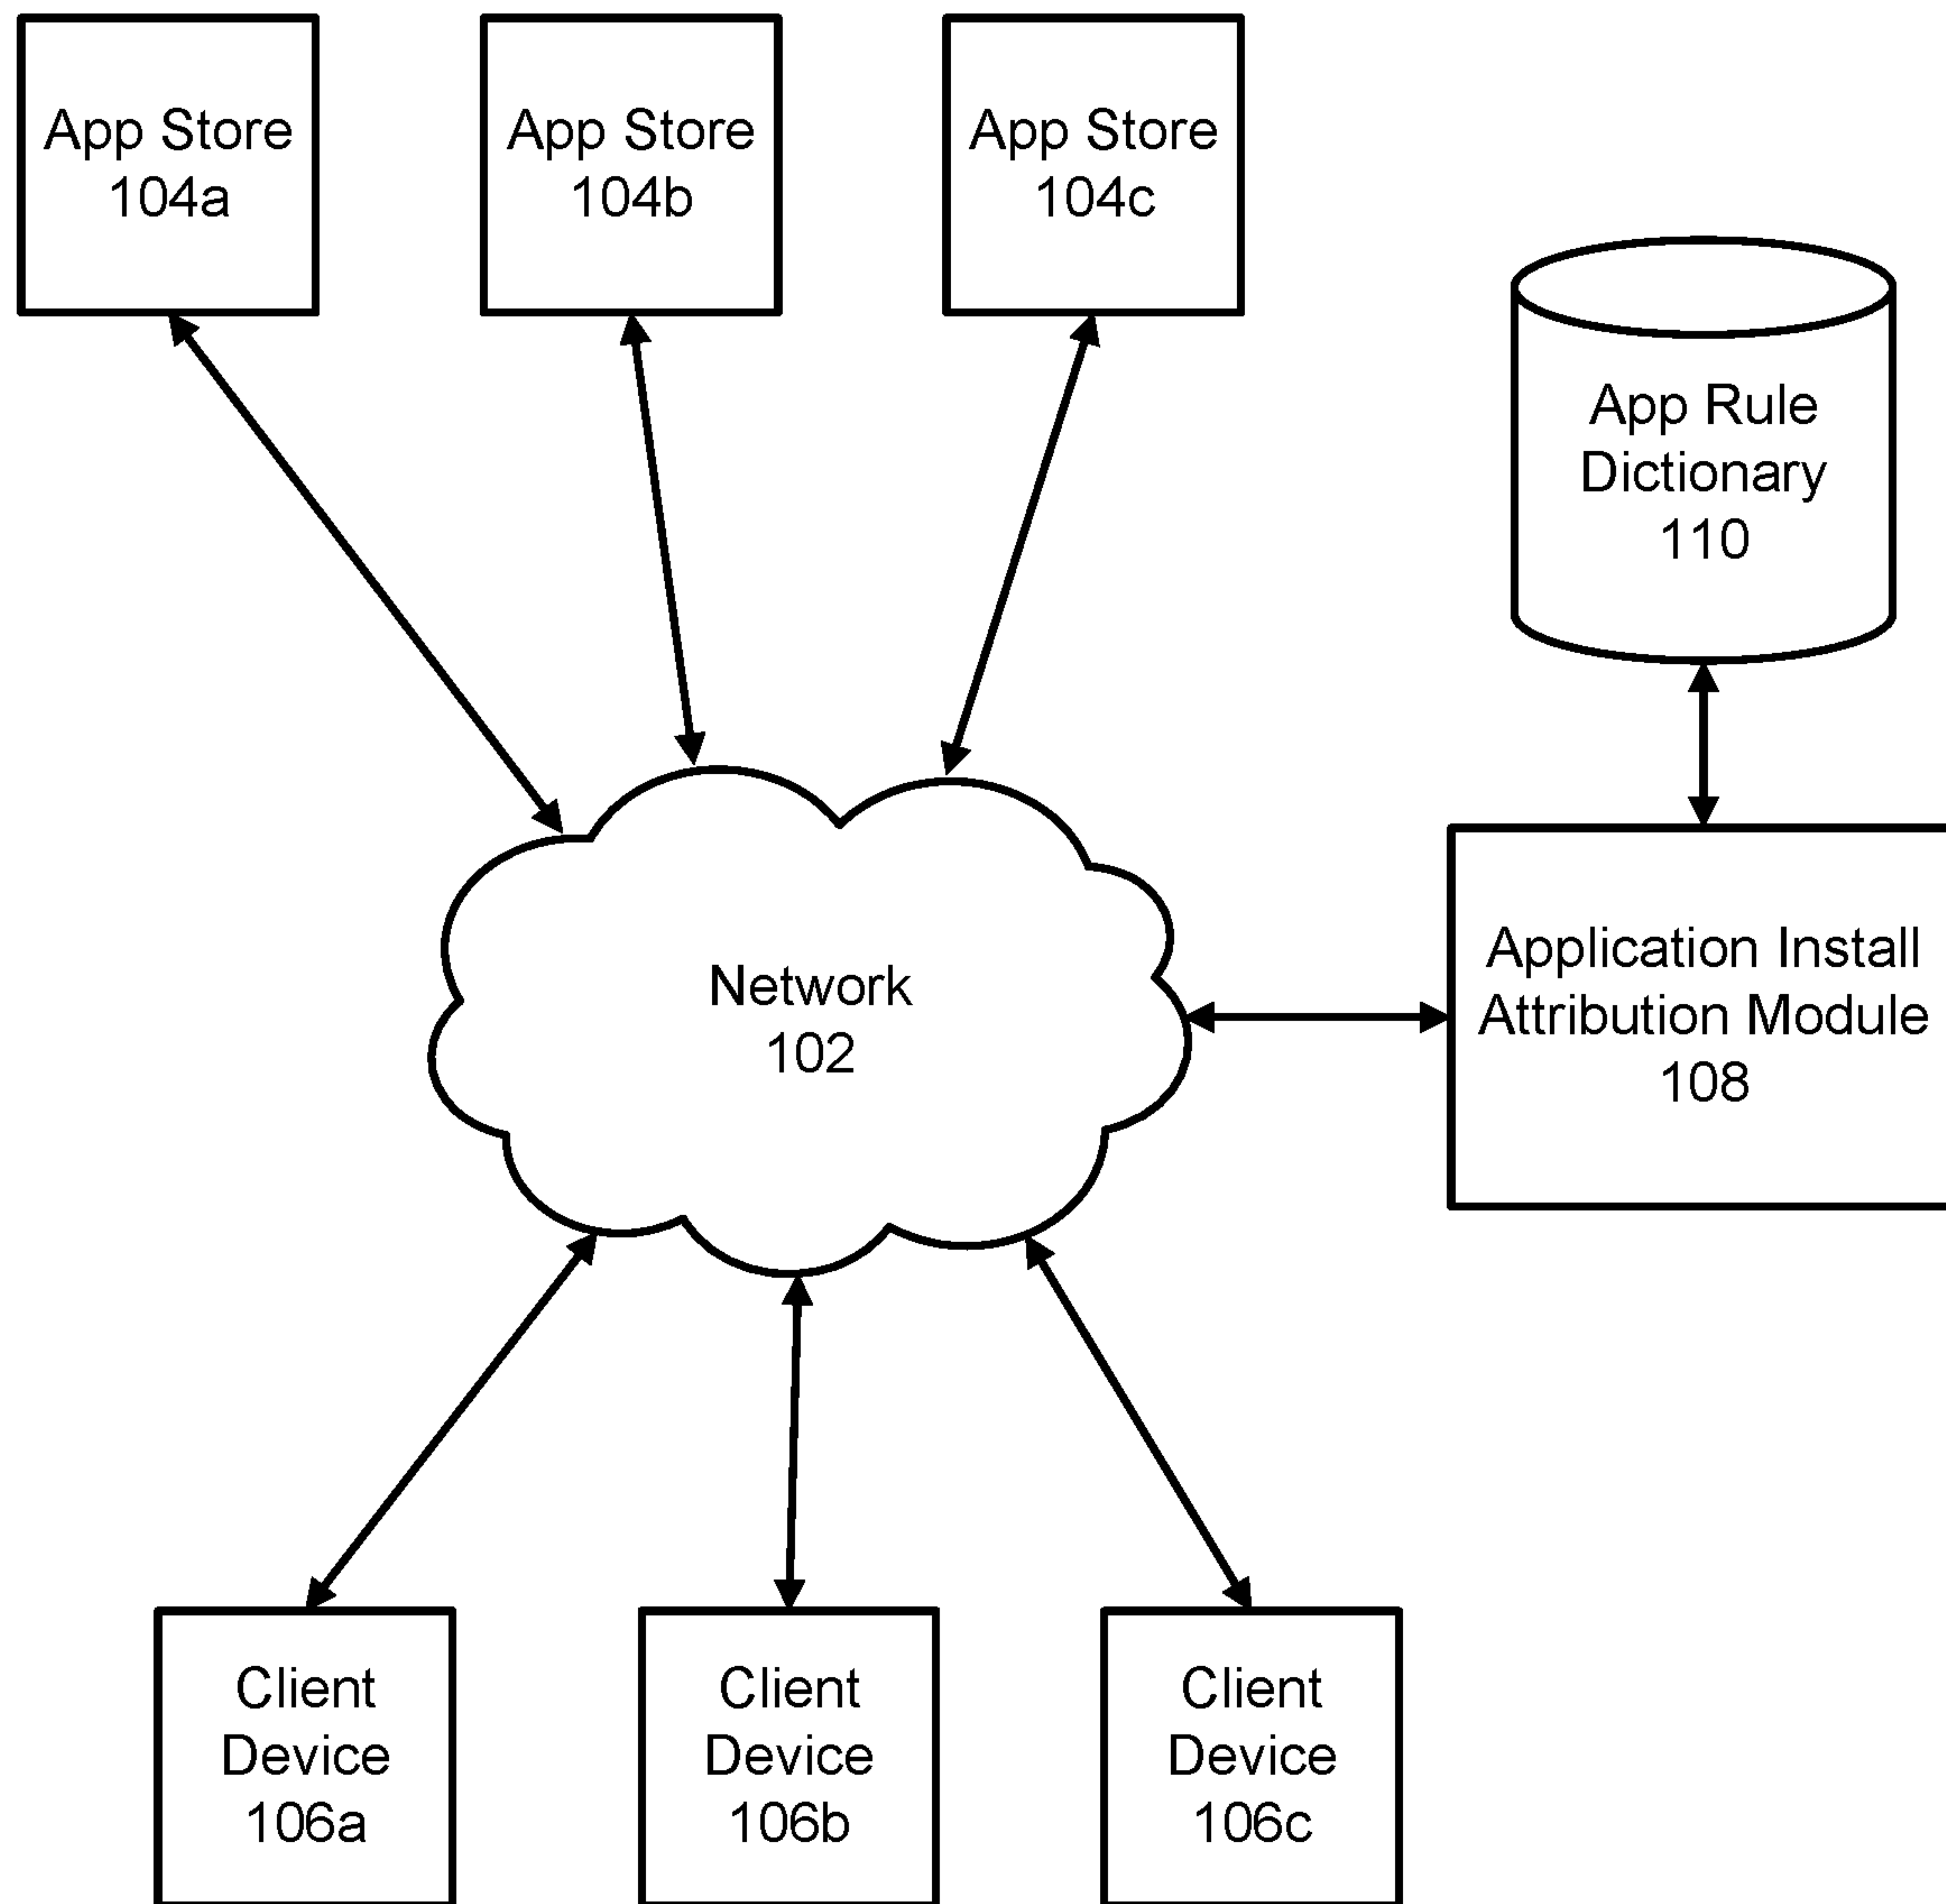 App Store
104a
App Store
104b
App Store
104c
App Rule
Dictionary
110
Network
102
Application Install
Attribution Module
108
Client
Device
106a
Client
Device
106b
Client
Device
106c